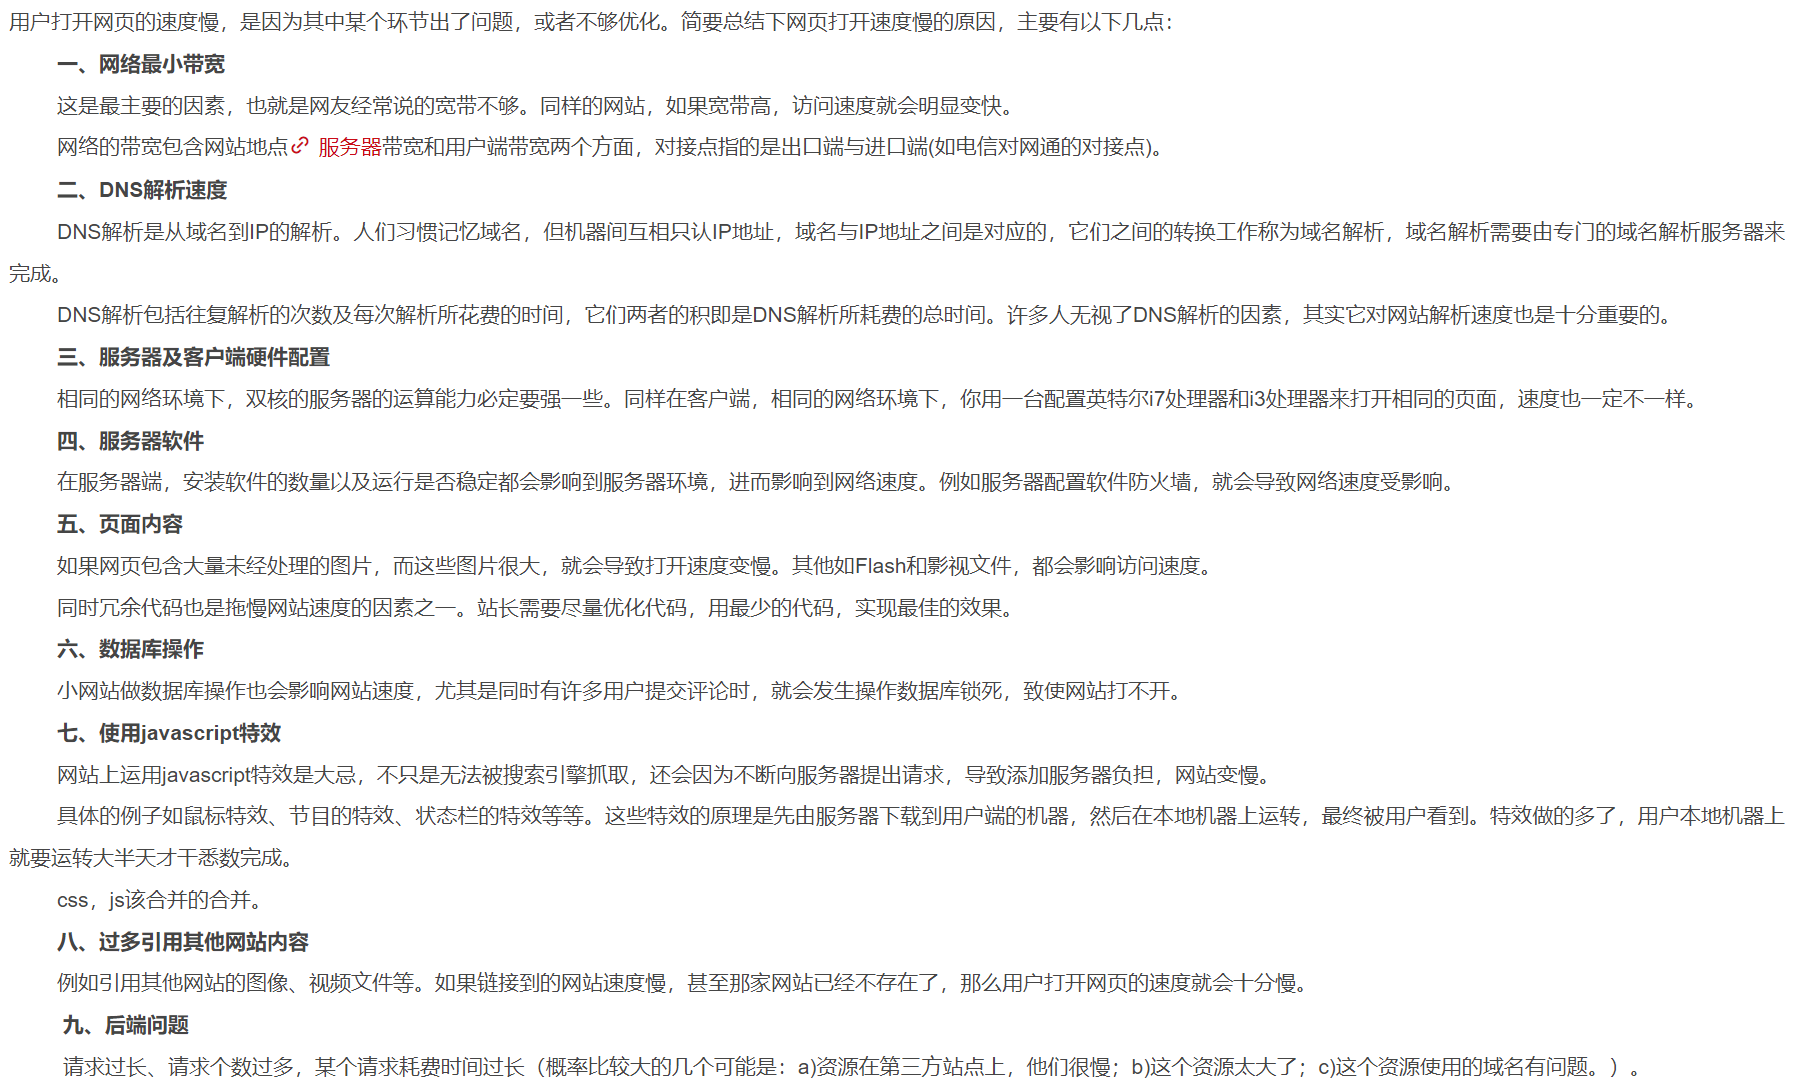 用户打开网页的速度慢，是因为其中某个环节出了问题，或者不够优化。简要总结下网页打开速度慢的原因，主要有以下几点：
一、网络最小带宽
这是最主要的因素，也就是网友经常说的宽带不够。同样的网站，如果宽带高，访问速度就会明显变快。
网络的带宽包含网站地点 服务器带宽和用户端带宽两个方面，对接点指的是出口端与进口端(如电信对网通的对接点)。
二、DNS解析速度
DNS解析是从域名到IP的解析。人们习惯记忆域名，但机器间互相只认IP地址，域名与IP地址之间是对应的，它们之间的转换工作称为域名解析，域名解析需要由专门的域名解析服务器来
完成。
DNS解析包括往复解析的次数及每次解析所花费的时间，它们两者的积即是DNS解析所耗费的总时间。许多人无视了DNS解析的因素，其实它对网站解析速度也是十分重要的。
三、服务器及客户端硬件配置
相同的网络环境下，双核的服务器的运算能力必定要强一些。同样在客户端，相同的网络环境下，你用一台配置英特尔i7处理器和i3处理器来打开相同的页面，速度也一定不一样。
四、服务器软件
在服务器端，安装软件的数量以及运行是否稳定都会影响到服务器环境，进而影响到网络速度。例如服务器配置软件防火墙，就会导致网络速度受影响。
五、页面内容
如果网页包含大量未经处理的图片，而这些图片很大，就会导致打开速度变慢。其他如Flash和影视文件，都会影响访问速度。
同时冗余代码也是拖慢网站速度的因素之一。站长需要尽量优化代码，用最少的代码，实现最佳的效果。
六、数据库操作
小网站做数据库操作也会影响网站速度，尤其是同时有许多用户提交评论时，就会发生操作数据库锁死，致使网站打不开。
七、使用javascript特效
网站上运用javascript特效是大忌，不只是无法被搜索引擎抓取，还会因为不断向服务器提出请求，导致添加服务器负担，网站变慢。
具体的例子如鼠标特效、节目的特效、状态栏的特效等等。这些特效的原理是先由服务器下载到用户端的机器，然后在本地机器上运转，最终被用户看到。特效做的多了，用户本地机器上
就要运转大半天才干悉数完成。
css，js该合并的合并。
八、过多引用其他网站内容
例如引用其他网站的图像、视频文件等。如果链接到的网站速度慢，甚至那家网站已经不存在了，那么用户打开网页的速度就会十分慢。
九、后端问题
请求过长、请求个数过多，某个请求耗费时间过长（概率比较大的几个可能是：a)资源在第三方站点上，他们很慢；b)这个资源太大了；c)这个资源使用的域名有问题。）。